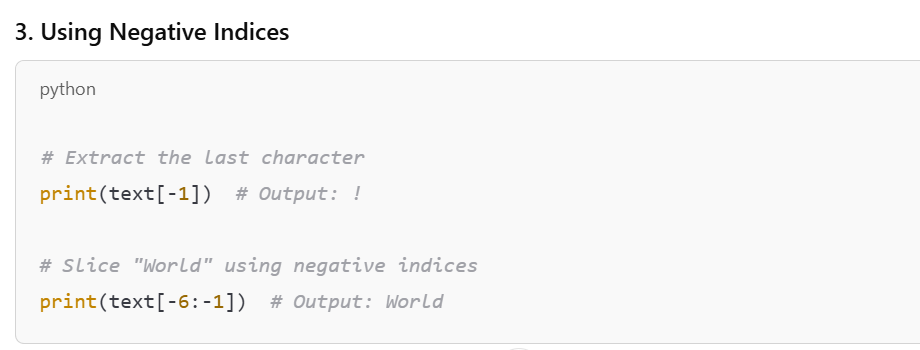 3. Using Negative Indices
python
# Extract the last character
print(text[-1])  # Output: !
# Slice "World" using negative indices
print(text[-6:-1])  # Output: World